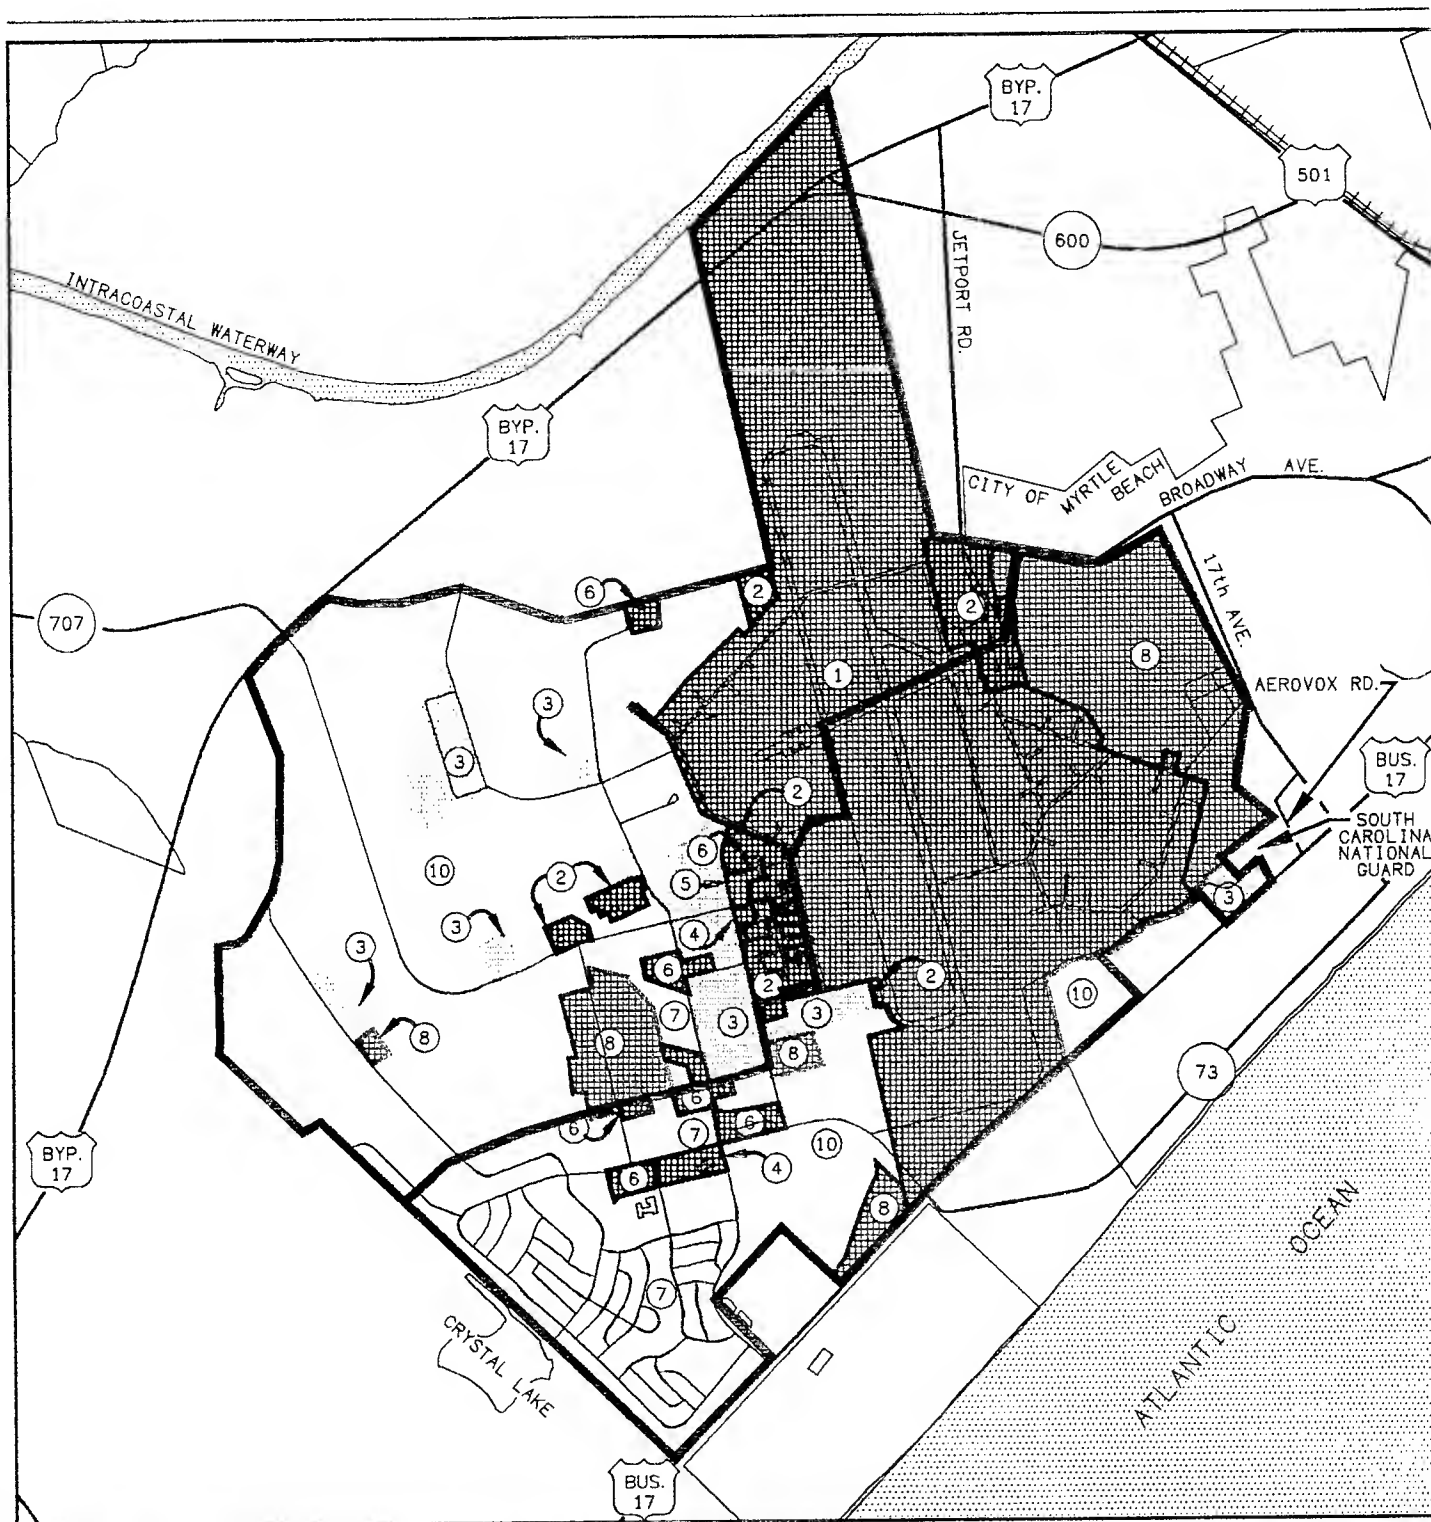 BYP.
17
501
600
JETPORT RD.
INTRACOASTAL WATERWAY
BYP.
17
CITY OF MYRTLE
BEACH
BROADWAY AVE.
17th AVE.
6
2
2
707
8
1
AEROVOX RD.
3
3
BUS.
17
2
SOUTH
CAROLINA
NATIONAL
GUARD
6
10
2
5
3
3
4
3
6
2
2
10
7
3
3
8
8
8
73
6
6
7
6
10
BYP.
17
4
6
8
OCEAN
7
CRYSTAL LAKE
ATLANTIC
BUS.
17